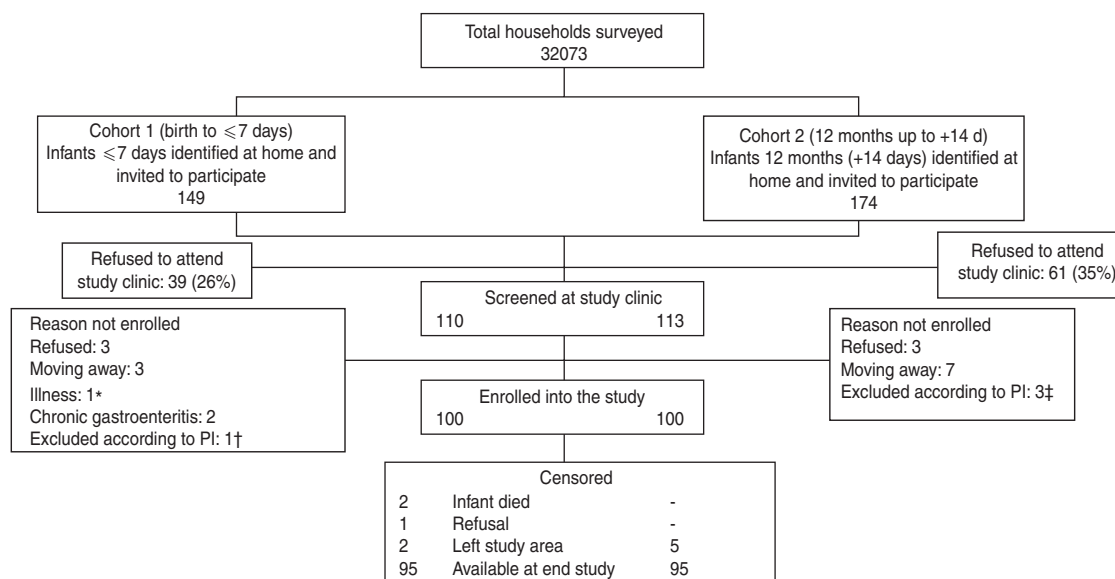 Total households surveyed
32073
Cohort 1 (birth to ⩽7 days)
Infants ⩽7 days identified at home and
invited to participate
149
Cohort 2 (12 months up to +14 d)
Infants 12 months (+14 days) identified at
home and invited to participate
174
Refused to attend
study clinic: 39 (26%)
Refused to attend
study clinic: 61 (35%)
Screened at study clinic
110 113
Reason not enrolled
Refused: 3
Moving away: 3
Illness: 1*
Chronic gastroenteritis: 2
Excluded according to PI: 1†
Reason not enrolled
Refused: 3
Moving away: 7
Excluded according to PI: 3‡
Enrolled into the study
100 100
Censored
2 Infant died -
1 Refusal -
2 Left study area 5
95 Available at end study 95